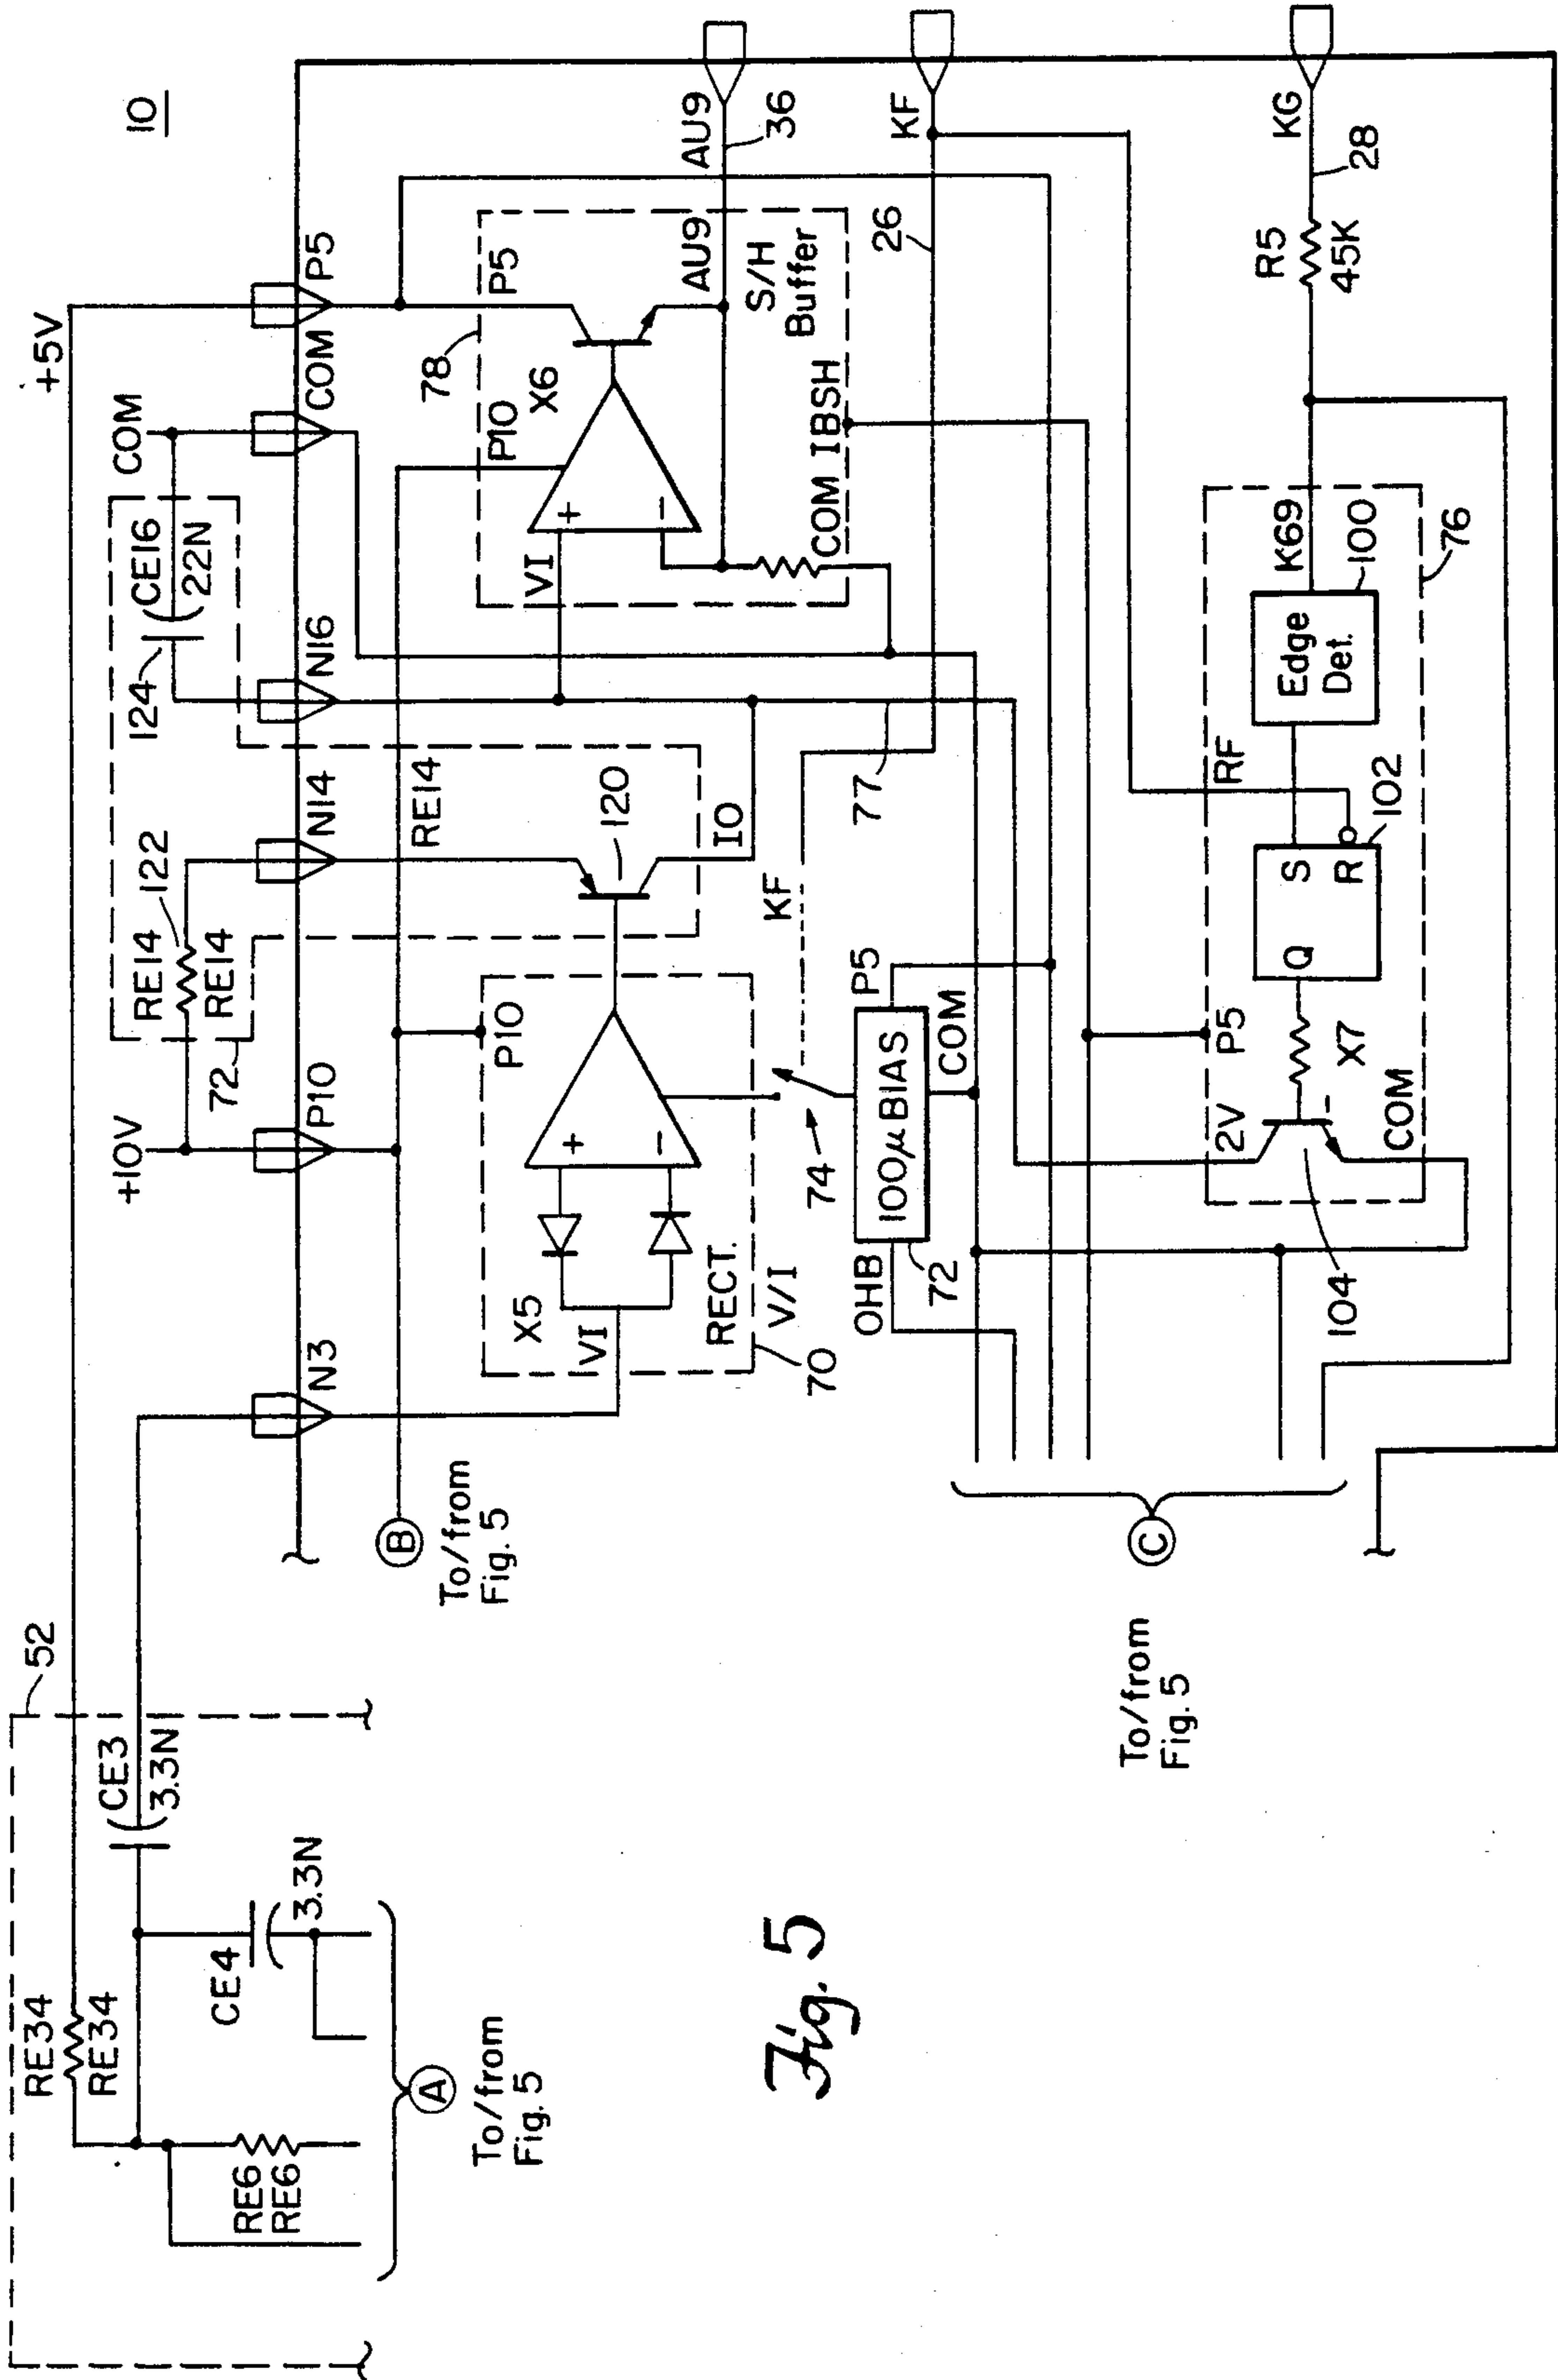 10
52
RE34
RE34
CE3
3.3N
CE4
3.3N
RE6
RE6
A
To/from
Fig. 5
B
To/from
Fig. 5
C
To/from
Fig. 5
+5V
+10V
COM
CE16
22N
124
122
RE14
RE14
72
N3
P10
N14
N16
COM
P5
RE14
120
IO
P10
X5
VI
+
−
RECT.
V/I
70
78
P5
P10
X6
VI
+
−
AU9
S/H
Buffer
COM IBSH
AU9
36
KF
26
KG
28
R5
45K
77
KF
74
P5
100μ BIAS
COM
OHB
72
RF
K69
100
Edge
Det.
76
S
R
Q
102
P5
X7
2V
COM
104
Fig. 5